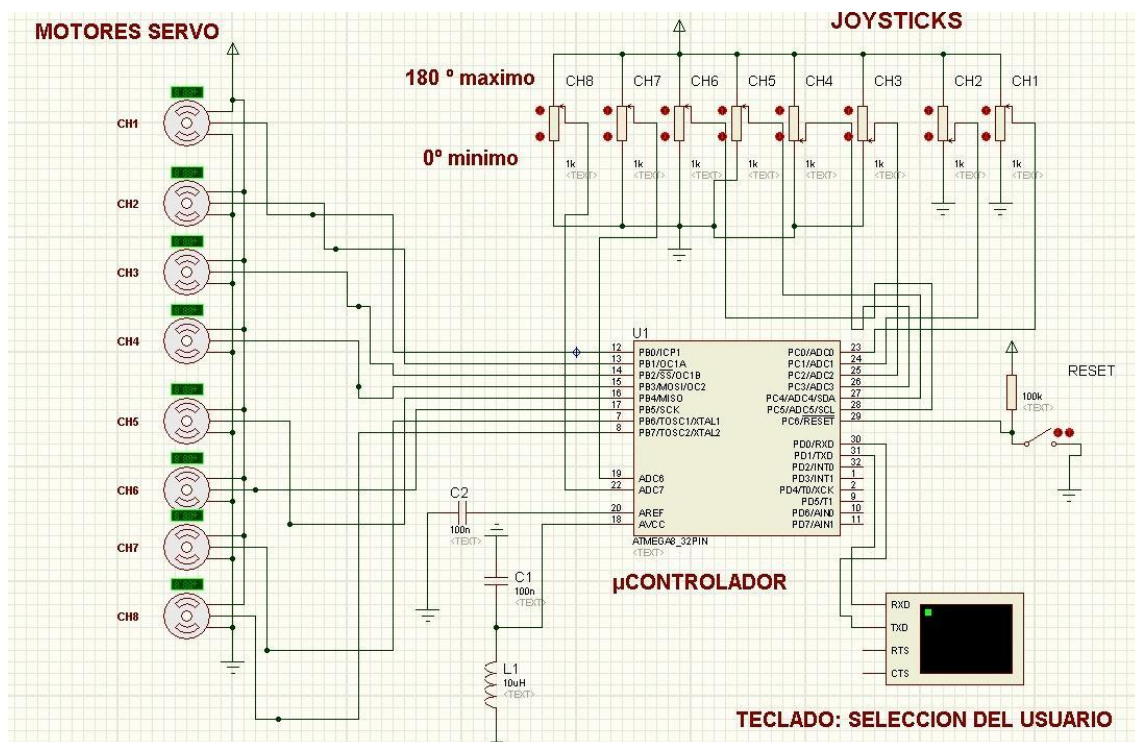 MOTORES SERVO
JOYSTICKS
180 º maximo
0º minimo
CH8
CH7
CH6
CH5
CH4
CH3
CH2
CH1
1k
<TEXT>
1k
<TEXT>
1k
<TEXT>
1k
<TEXT>
1k
<TEXT>
1k
<TEXT>
1k
<TEXT>
1k
<TEXT>
CH1
CH2
CH3
CH4
CH5
CH6
CH7
CH8
U1
12 PB0/ICP1
13 PB1/OC1A
14 PB2/SS/OC1B
15 PB3/MOSI/OC2
16 PB4/MISO
17 PB5/SCK
7 PB6/TOSC1/XTAL1
8 PB7/TOSC2/XTAL2
19 ADC6
22 ADC7
20 AREF
18 AVCC
PC0/ADC0 23
PC1/ADC1 24
PC2/ADC2 25
PC3/ADC3 26
PC4/ADC4/SDA 27
PC5/ADC5/SCL 28
PC6/RESET 29
PD0/RXD 30
PD1/TXD 31
PD2/INT0 32
PD3/INT1 1
PD4/T0/XCK 2
PD5/T1 9
PD6/AIN0 10
PD7/AIN1 11
ATMEGA8_32PIN
<TEXT>
µCONTROLADOR
RESET
100k
<TEXT>
C2
100n
<TEXT>
C1
100n
<TEXT>
L1
10uH
<TEXT>
RXD
TXD
RTS
CTS
TECLADO: SELECCION DEL USUARIO